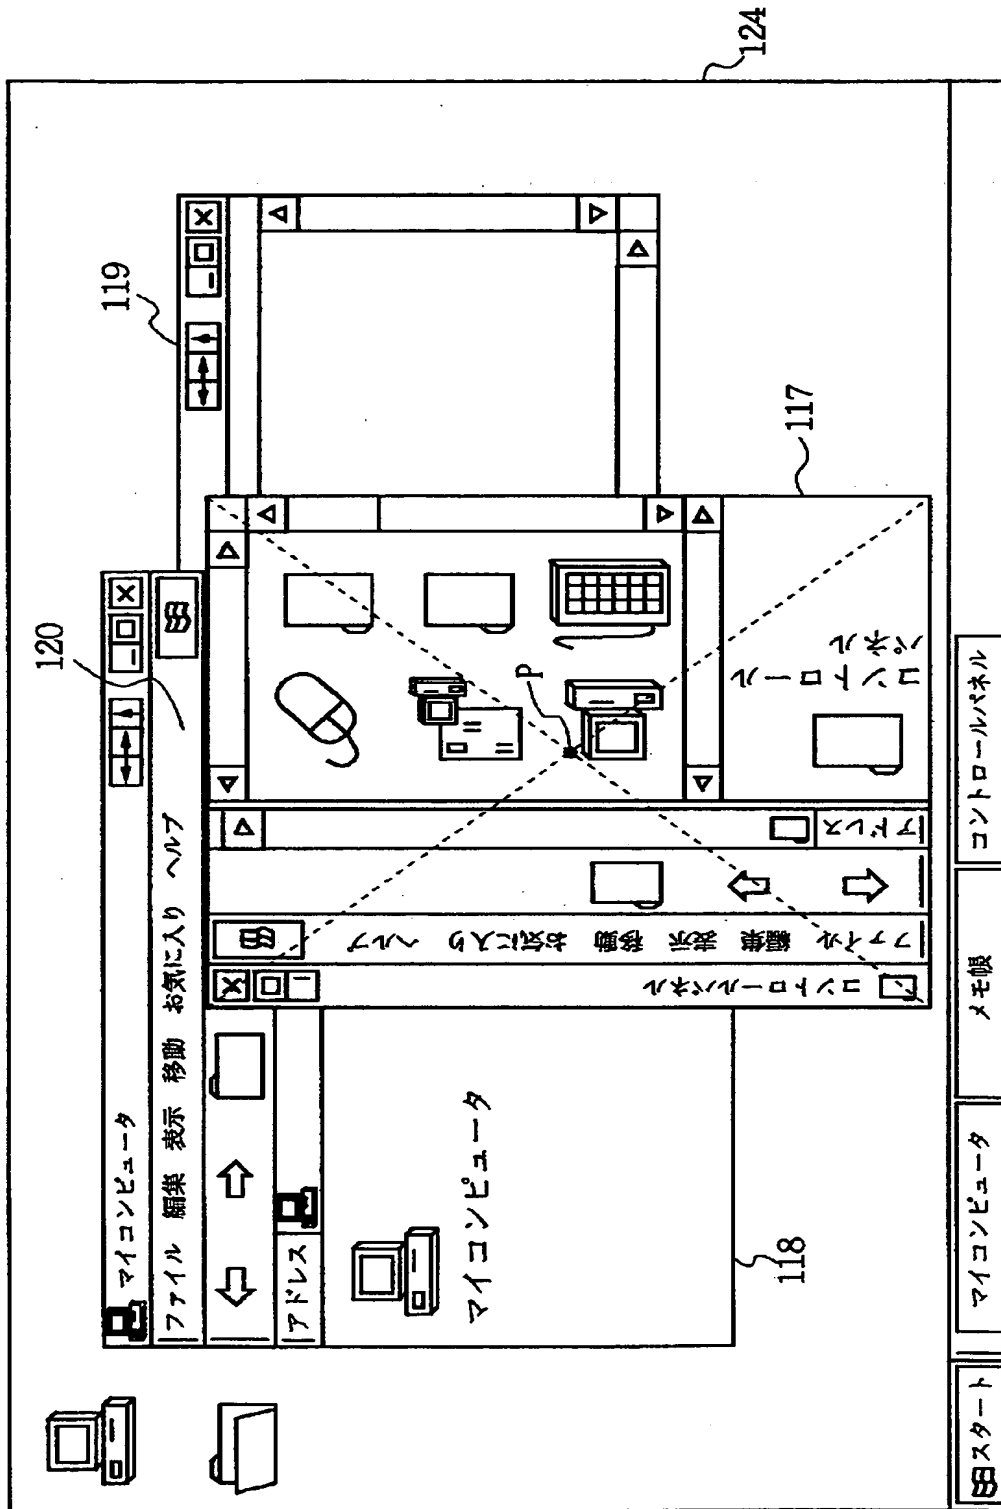 124
119
120
マイコンピュータ
ファイル 編集 表示 移動 お気に入り ヘルプ
アドレス
マイコンピュータ
118
コントロールパネル
ファイル 編集 表示 移動 お気に入り ヘルプ
アドレス
コントロール
パネル
P
117
スタート
マイコンピュータ
メモ帳
コントロールパネル